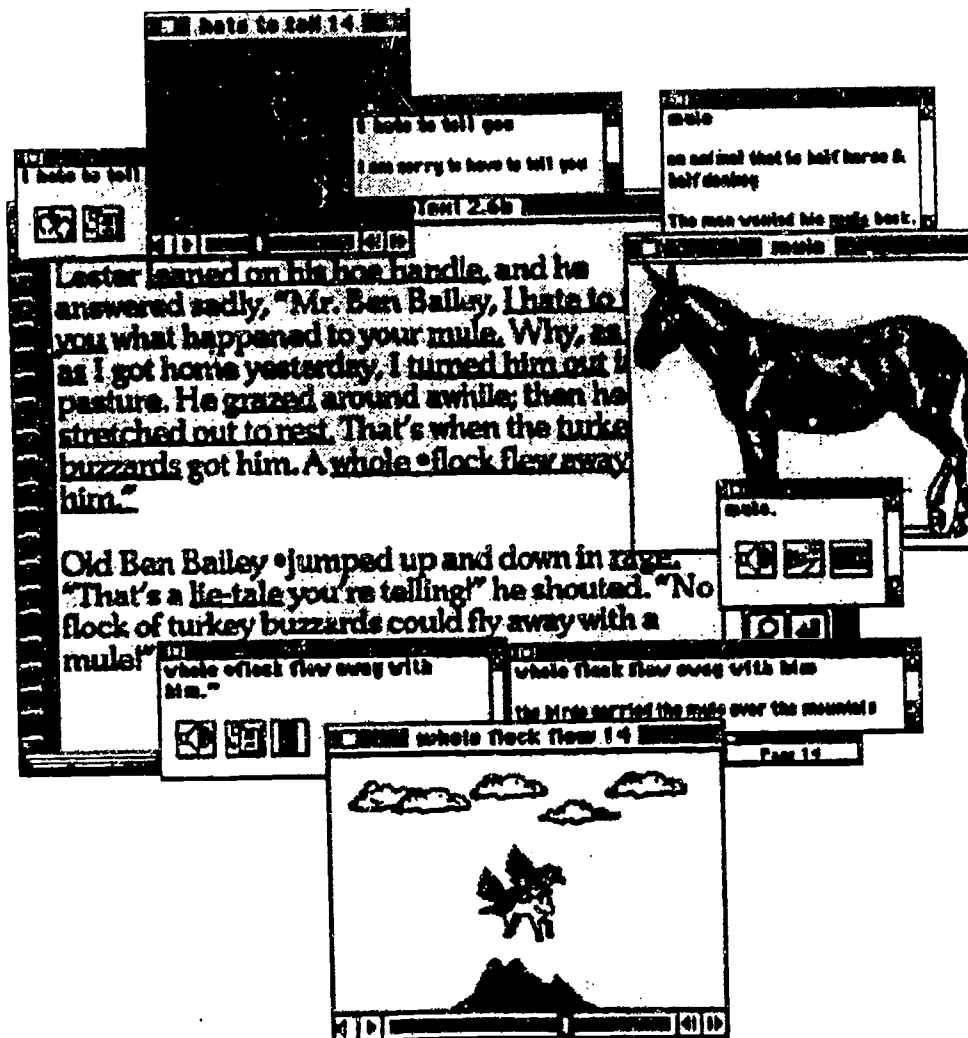 hate to tell 14
I hate to tell you
I am sorry to have to tell you
mule
an animal that is half horse &
half donkey
The man wanted his mule back.
I hate to tell
Text 2.6b
mule
Lester leaned on his hoe handle, and he
answered sadly, "Mr. Ben Bailey, I hate to
you what happened to your mule. Why, as
as I got home yesterday, I turned him out
pasture. He grazed around awhile; then he
stretched out to rest. That's when the turke
buzzards got him. A whole •flock flew away
him."
mule.
Old Ben Bailey •jumped up and down in rage.
"That's a lie-tale you're telling!" he shouted. "No
flock of turkey buzzards could fly away with a
mule!"
whole •flock flew away with
him."
whole flock flew away with him
the birds carried the mule over the mountain
Page 14
whole flock flew 14